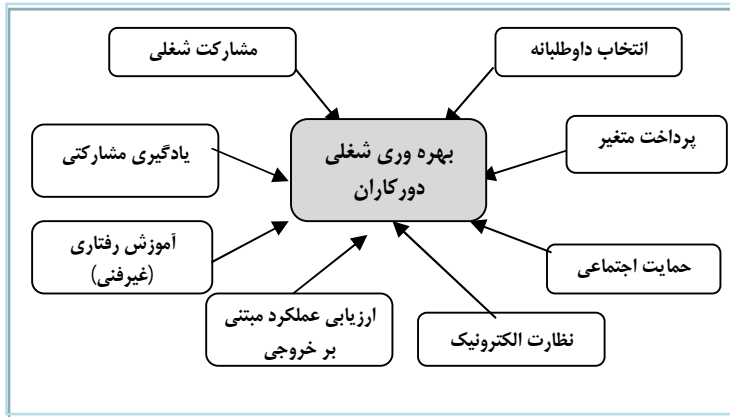 انتخاب داوطلبانه
مشارکت شغلی
پرداخت متغیر
بهره وری شغلی
دورکاران
یادگیری مشارکتی
حمایت اجتماعی
آموزش رفتاری
(غیرفنی)
نظارت الکترونیک
ارزیابی عملکرد مبتنی
بر خروجی